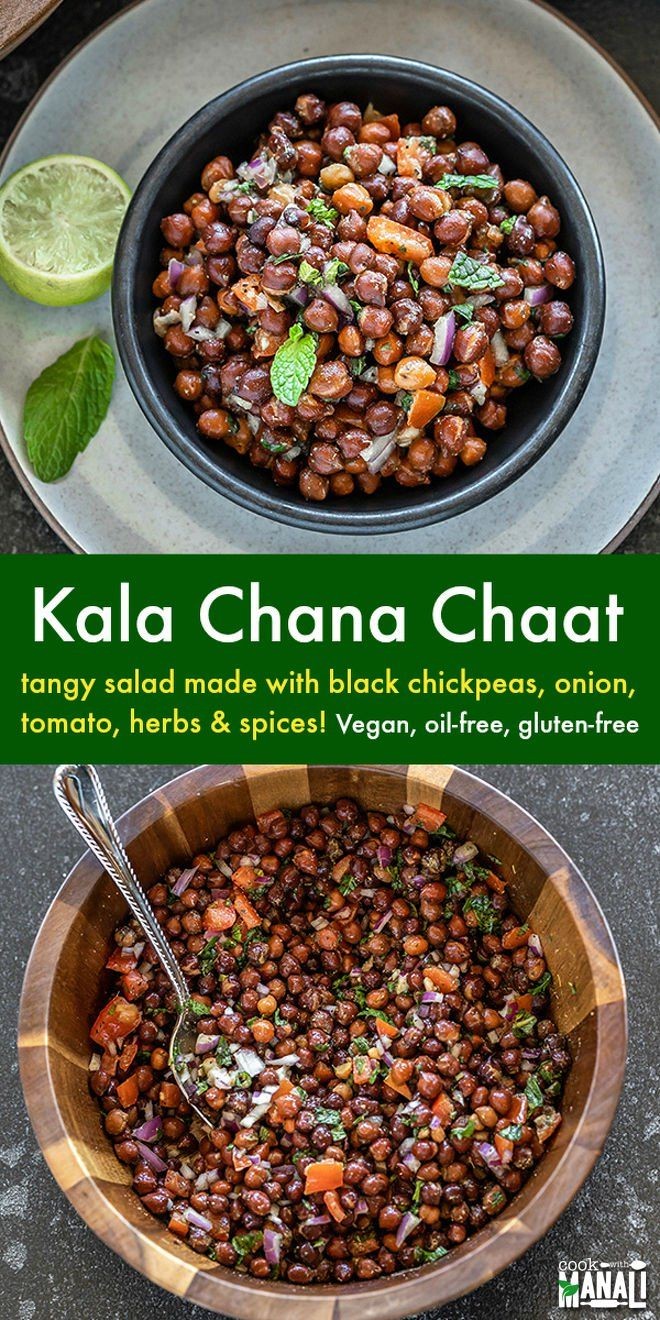 Kala Chana Chaat
tangy salad made with black chickpeas, onion,
tomato, herbs & spices! Vegan, oil-free, gluten-free
cook with
MANALI